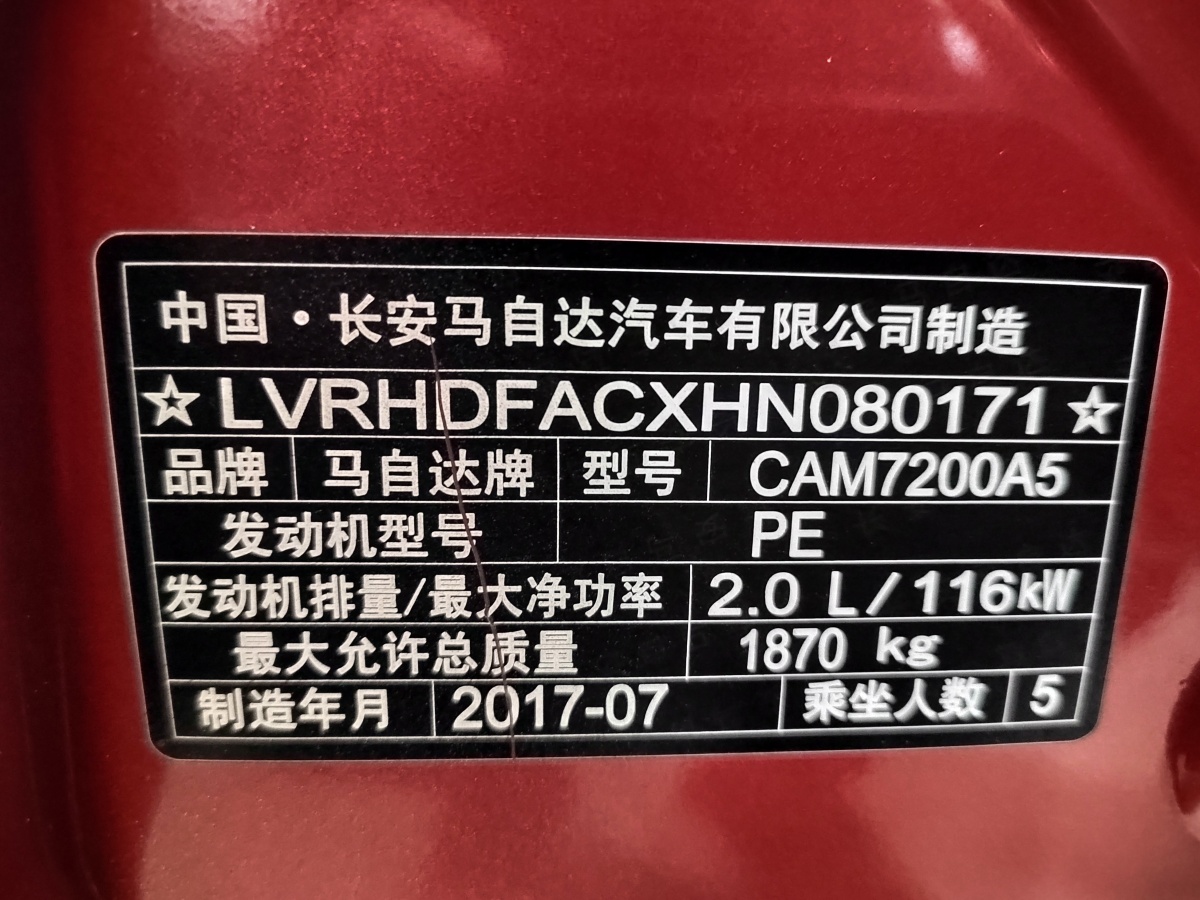 中国·长安马自达汽车有限公司制造
☆LVRHDFACXHN080171☆
品牌 马自达牌 型号 CAM7200A5
发动机型号 PE
发动机排量/最大净功率 2.0 L/116kW
最大允许总质量 1870 kg
制造年月 2017-07 乘坐人数 5